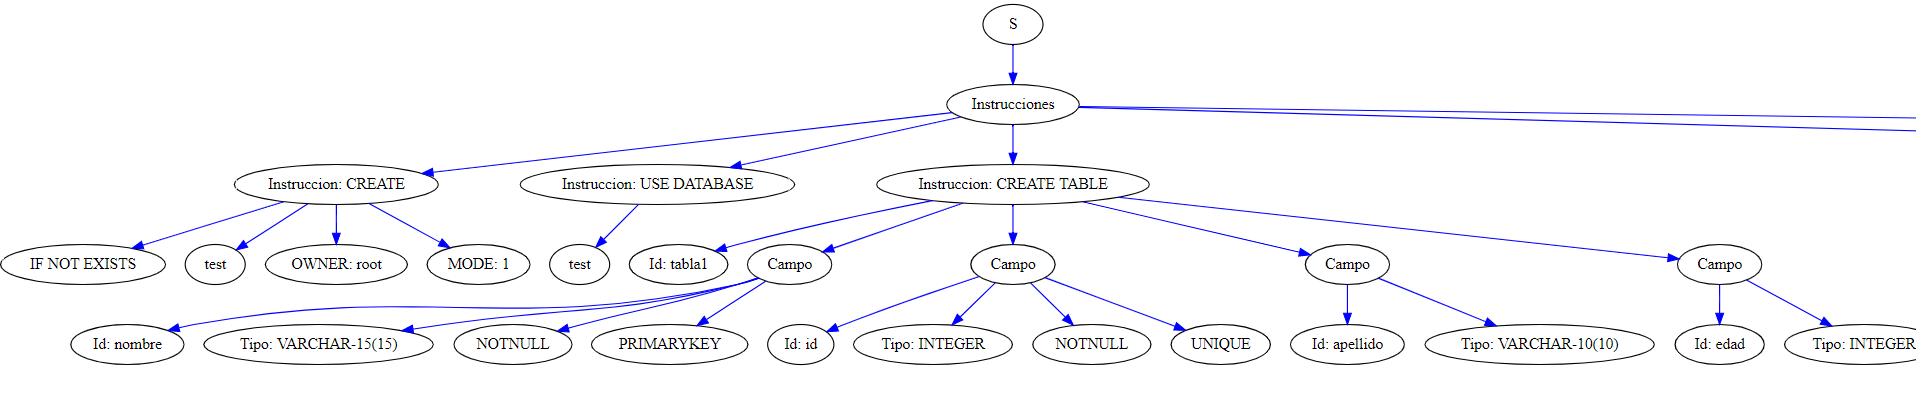 S
Instrucciones
Instruccion: CREATE
Instruccion: USE DATABASE
Instruccion: CREATE TABLE
IF NOT EXISTS
test
OWNER: root
MODE: 1
test
Id: tabla1
Campo
Campo
Campo
Campo
Id: nombre
Tipo: VARCHAR-15(15)
NOTNULL
PRIMARYKEY
Id: id
Tipo: INTEGER
NOTNULL
UNIQUE
Id: apellido
Tipo: VARCHAR-10(10)
Id: edad
Tipo: INTEGER